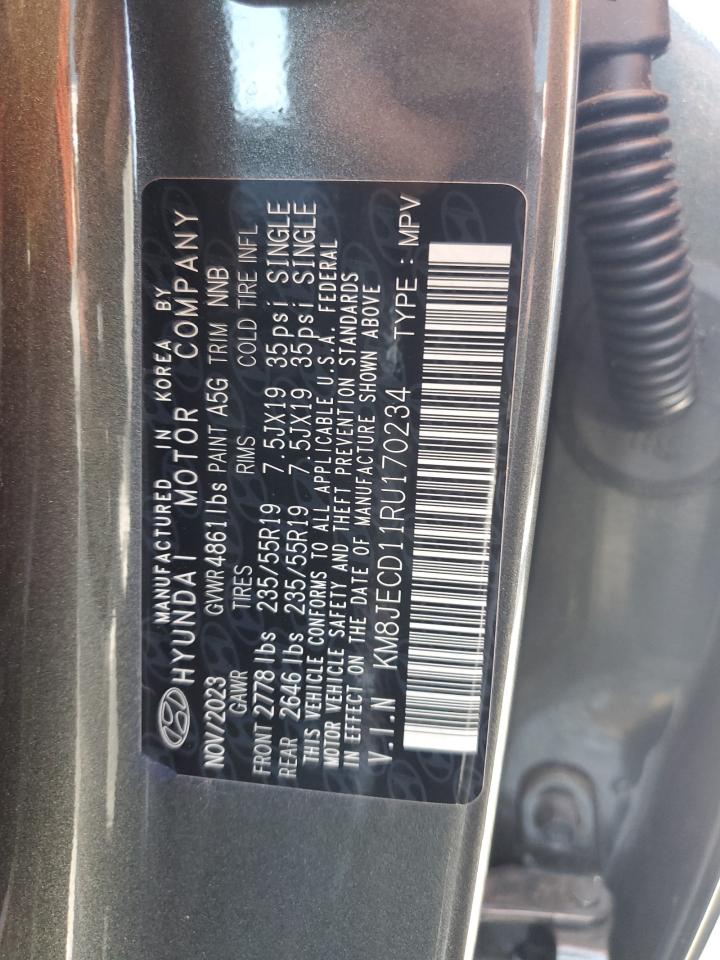 MANUFACTURED IN KOREA BY
HYUNDAI MOTOR COMPANY
NOV/2023 GVWR 4861 lbs PAINT A5G TRIM NNB
GAWR TIRES RIMS COLD TIRE INFL
FRONT 2778 lbs 235/55R19 7.5JX19 35psi SINGLE
REAR 2646 lbs 235/55R19 7.5JX19 35psi SINGLE
THIS VEHICLE CONFORMS TO ALL APPLICABLE U.S.A. FEDERAL
MOTOR VEHICLE SAFETY AND THEFT PREVENTION STANDARDS
IN EFFECT ON THE DATE OF MANUFACTURE SHOWN ABOVE
V.I.N KM8JECD11RU170234 TYPE : MPV